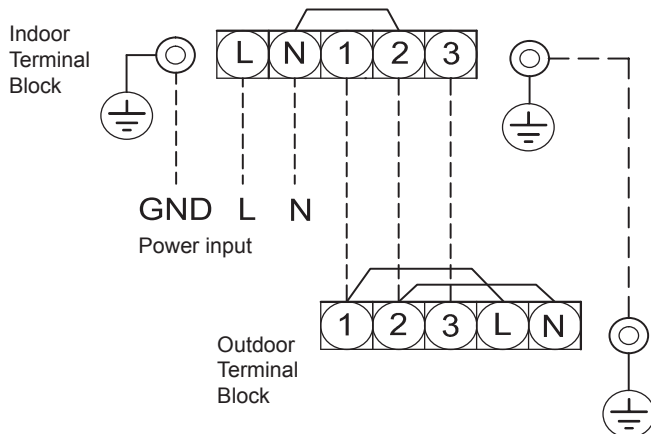 Indoor
Terminal
Block
L N 1 2 3
GND L N
Power input
1 2 3 L N
Outdoor
Terminal
Block